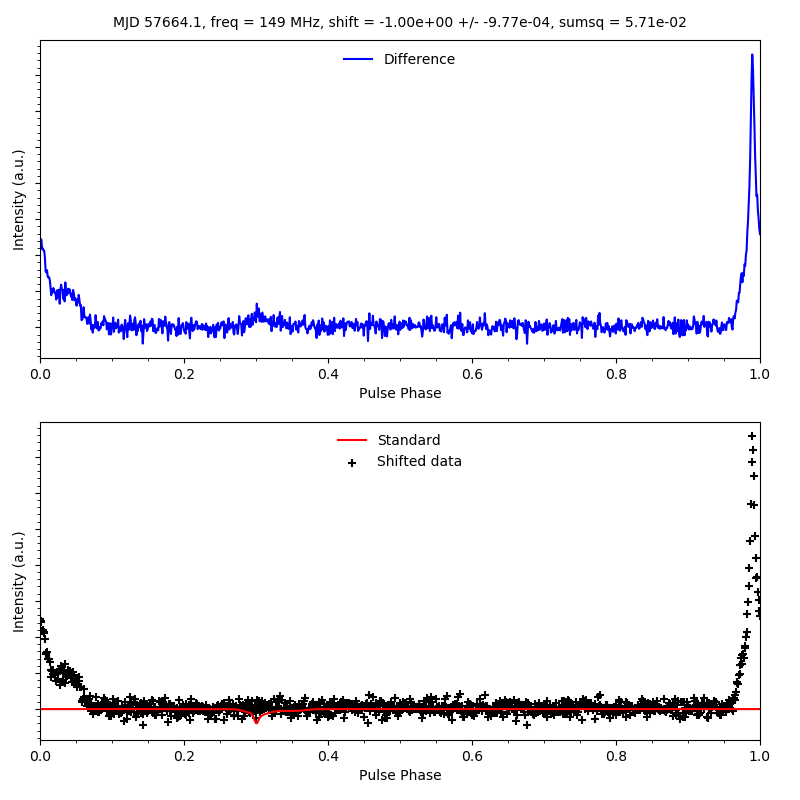 MJD 57664.1, freq = 149 MHz, shift = -1.00e+00 +/- -9.77e-04, sumsq = 5.71e-02
Difference
Intensity (a.u.)
0.0 0.2 0.4 0.6 0.8 1.0
Pulse Phase
Standard
Shifted data
Intensity (a.u.)
0.0 0.2 0.4 0.6 0.8 1.0
Pulse Phase